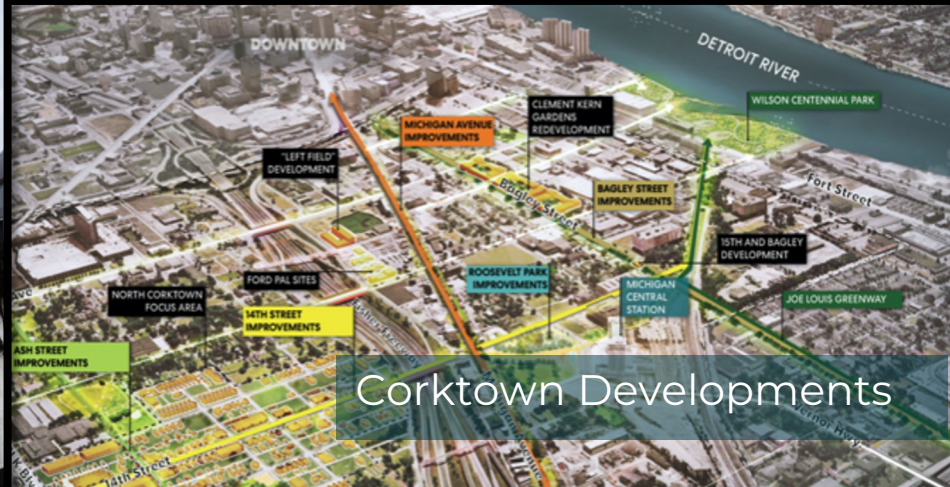 DOWNTOWN
DETROIT RIVER
WILSON CENTENNIAL PARK
CLEMENT KERN
GARDENS
REDEVELOPMENT
MICHIGAN AVENUE
IMPROVEMENTS
"LEFT FIELD"
DEVELOPMENT
Bagley Street
BAGLEY STREET
IMPROVEMENTS
Fort Street
15TH AND BAGLEY
DEVELOPMENT
ROOSEVELT PARK
IMPROVEMENTS
FORD PAL SITES
MICHIGAN
CENTRAL
STATION
NORTH CORKTOWN
FOCUS AREA
JOE LOUIS GREENWAY
14TH STREET
IMPROVEMENTS
ASH STREET
IMPROVEMENTS
Corktown Developments
14th Street